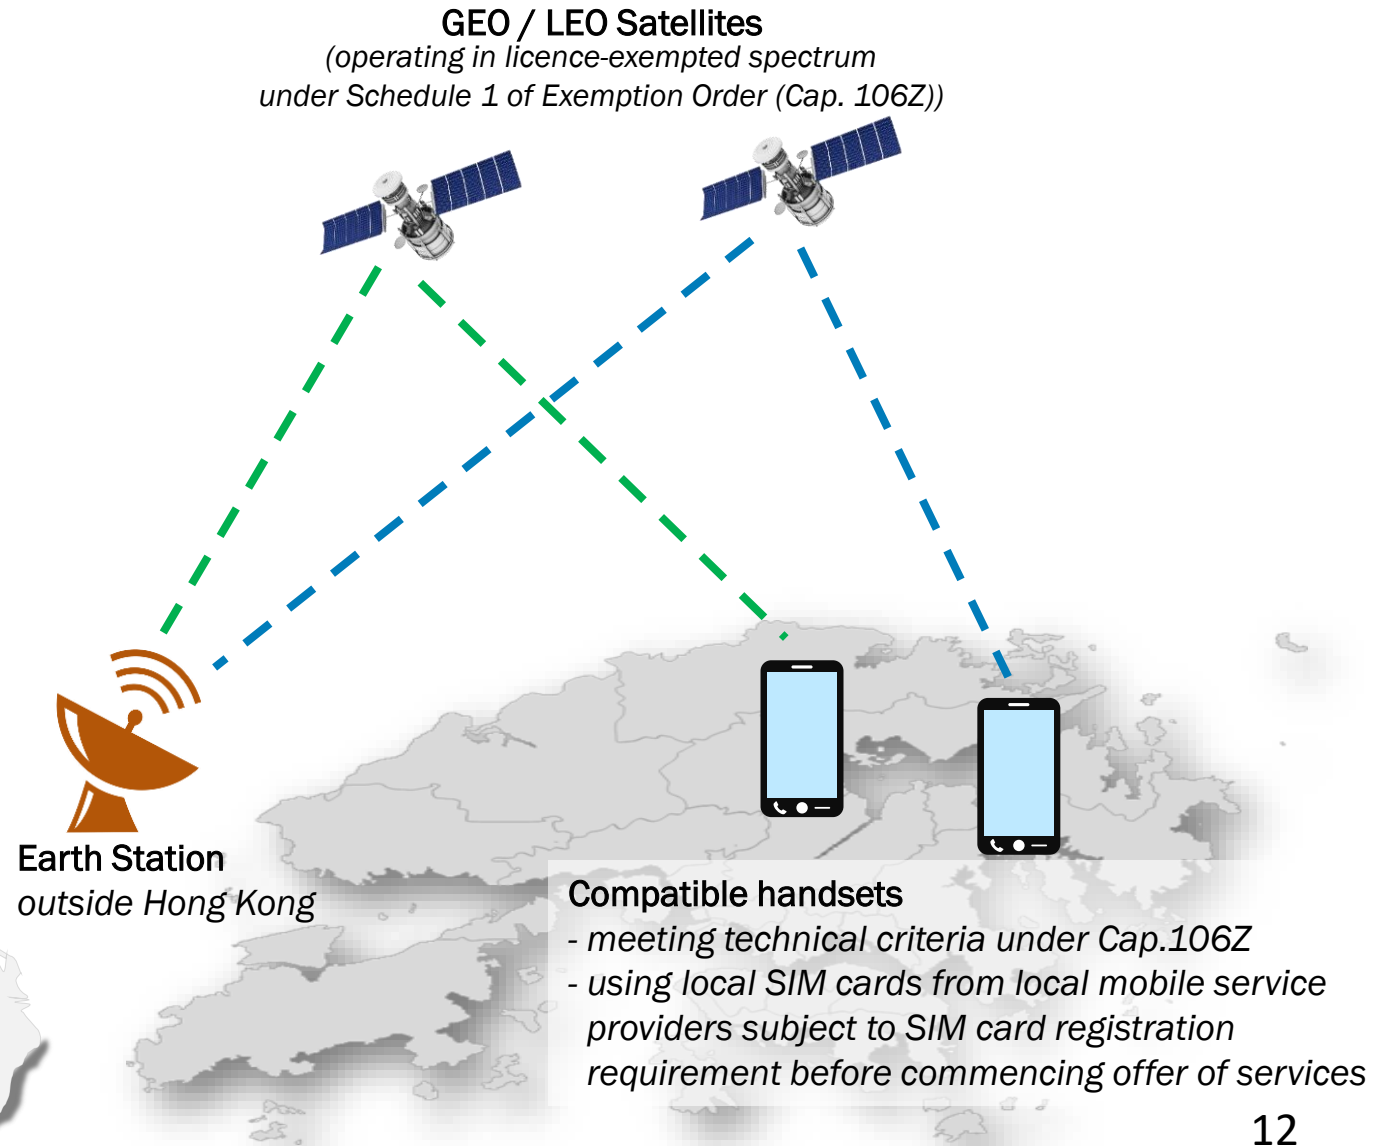 GEO / LEO Satellites
(operating in licence-exempted spectrum
under Schedule 1 of Exemption Order (Cap. 106Z))
Earth Station
outside Hong Kong
Compatible handsets
- meeting technical criteria under Cap.106Z
- using local SIM cards from local mobile service
providers subject to SIM card registration
requirement before commencing offer of services
12